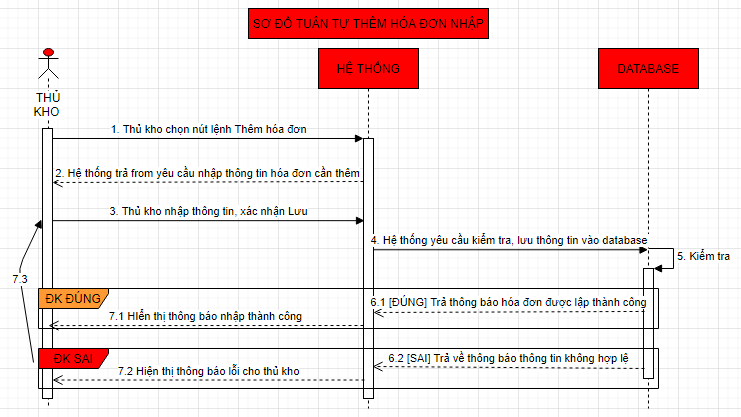 SƠ ĐỒ TUẦN TỰ THÊM HÓA ĐƠN NHẬP
HỆ THỐNG
DATABASE
THỦ
KHO
1. Thủ kho chọn nút lệnh Thêm hóa đơn
2. Hệ thống trả from yêu cầu nhập thông tin hóa đơn cần thêm
3. Thủ kho nhập thông tin, xác nhận Lưu
4. Hệ thống yêu cầu kiểm tra, lưu thông tin vào database
5. Kiểm tra
7.3
ĐK ĐÚNG
6.1 [ĐÚNG] Trả thông báo hóa đơn được lập thành công
7.1 HIển thị thông báo nhập thành công
ĐK SAI
6.2 [SAI] Trả về thông báo thông tin không hợp lệ
7.2 Hiện thị thông báo lỗi cho thủ kho